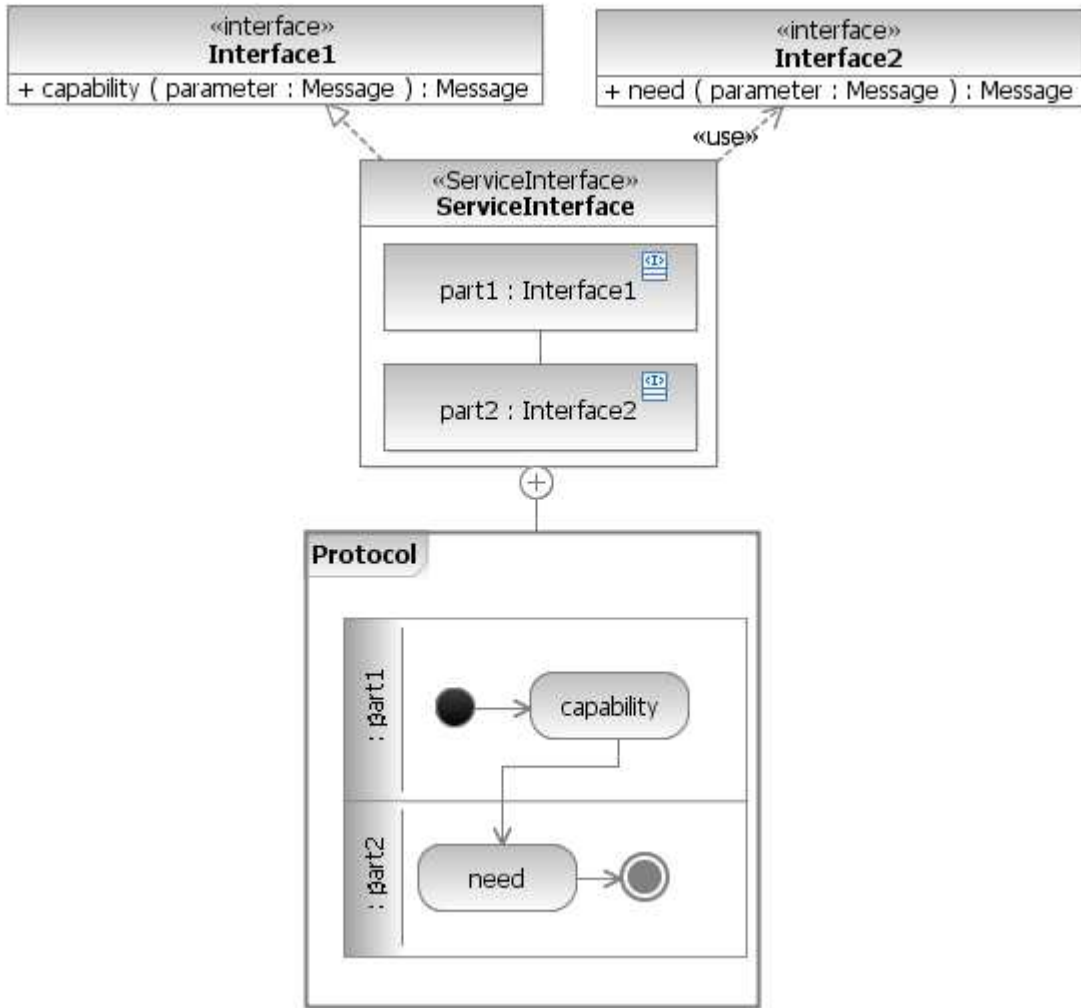 «interface»
Interface1
+ capability ( parameter : Message ) : Message
«interface»
Interface2
+ need ( parameter : Message ) : Message
«use»
«ServiceInterface»
ServiceInterface
<I>
part1 : Interface1
<I>
part2 : Interface2
Protocol
: part1
capability
: part2
need